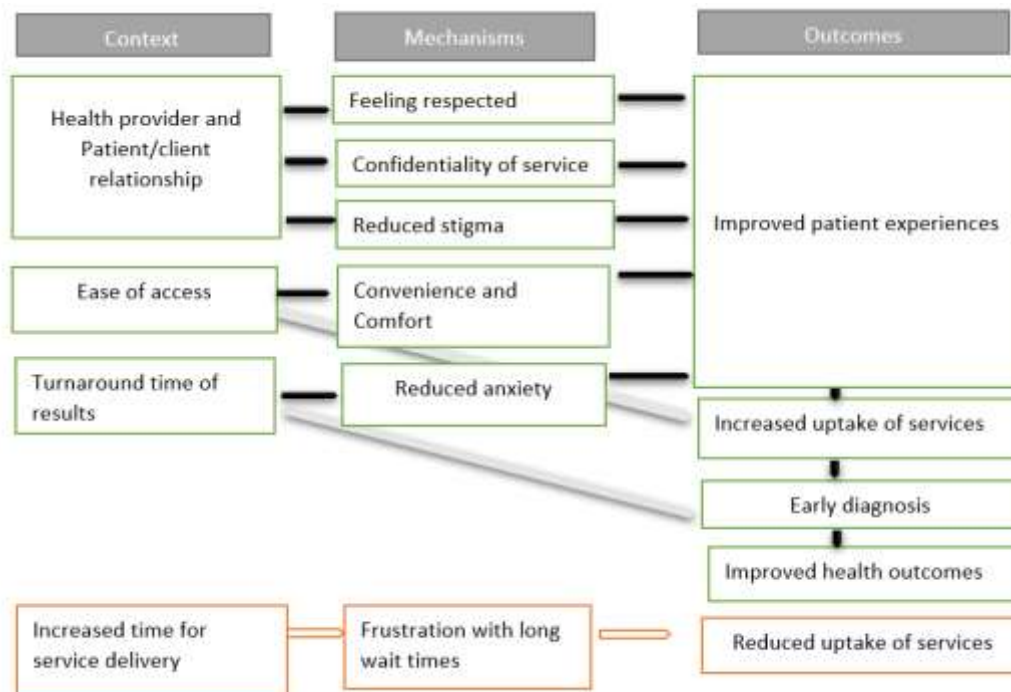 Context
Mechanisms
Outcomes
Health provider and
Patient/client
relationship
Feeling respected
Confidentiality of service
Reduced stigma
Improved patient experiences
Ease of access
Convenience and
Comfort
Turnaround time of
results
Reduced anxiety
Increased uptake of services
Early diagnosis
Improved health outcomes
Increased time for
service delivery
Frustration with long
wait times
Reduced uptake of services